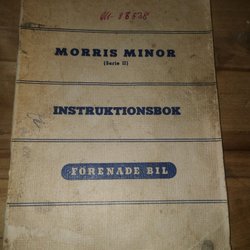 MORRIS MINOR
(Serie II)
INSTRUKTIONSBOK
FÖRENADE BIL